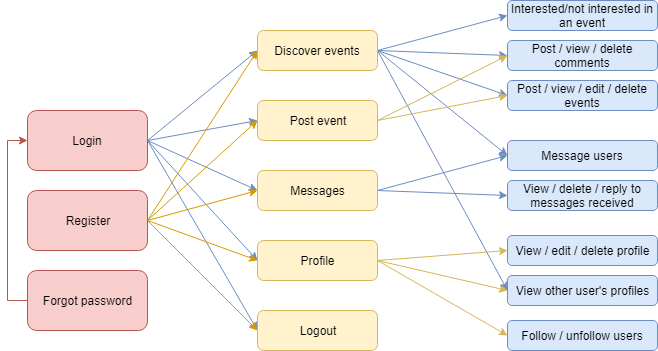 Login
Register
Forgot password
Discover events
Post event
Messages
Profile
Logout
Interested/not interested in
an event
Post / view / delete
comments
Post / view / edit / delete
events
Message users
View / delete / reply to
messages received
View / edit / delete profile
View other user's profiles
Follow / unfollow users